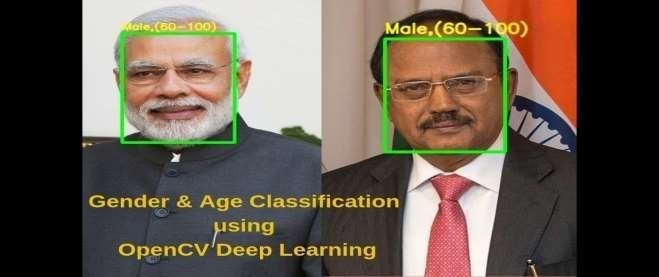 Male,(60-100)
Male,(60-100)
Gender & Age Classification
using
OpenCV Deep Learning